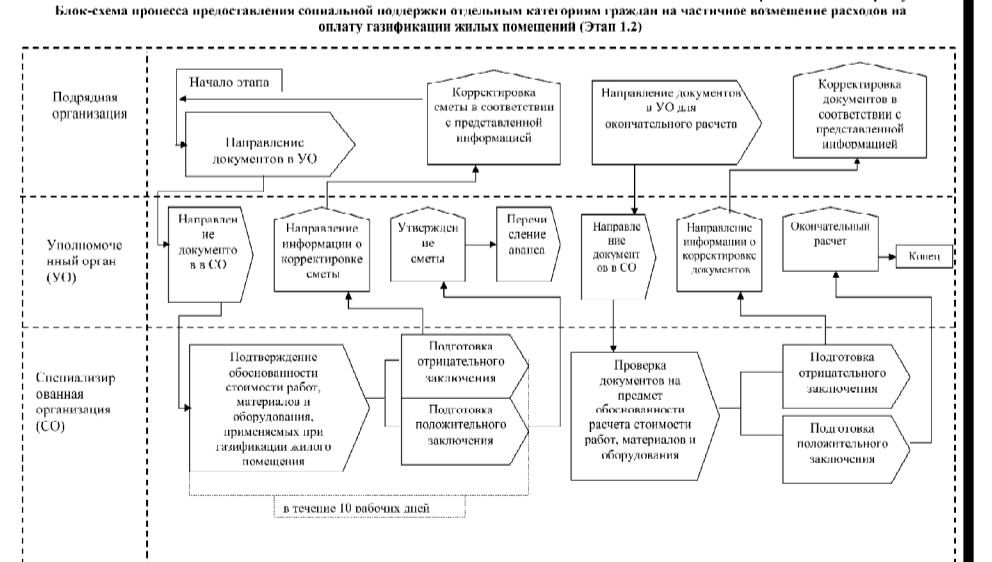 Блок-схема процесса предоставления социальной поддержки отдельным категориям граждан на частичное возмещение расходов на
оплату газификации жилых помещений (Этап 1.2)
Подрядная
организация
Начало этапа
Направление
документов в УО
Корректировка
сметы в соответствии
с представленной
информацией
Направление документов
в УО для
окончательного расчета
Корректировка
документов в
соответствии с
представленной
информацией
Уполномоче
нный орган
(УО)
Направлен
ие
документо
в в СО
Направление
информации о
корректировке
сметы
Утвержден
ие
сметы
Перечи
сление
аванса
Направле
ние
документ
ов в СО
Направление
информации о
корректировке
документов
Окончательный
расчет
Конец
Специализир
ованная
организация
(СО)
Подтверждение
обоснованности
стоимости работ,
материалов и
оборудования,
применяемых при
газификации жилого
помещения
Подготовка
отрицательного
заключения
Подготовка
положительного
заключения
Проверка
документов на
предмет
обоснованности
расчета стоимости
работ, материалов и
оборудования
Подготовка
отрицательного
заключения
Подготовка
положительного
заключения
в течение 10 рабочих дней